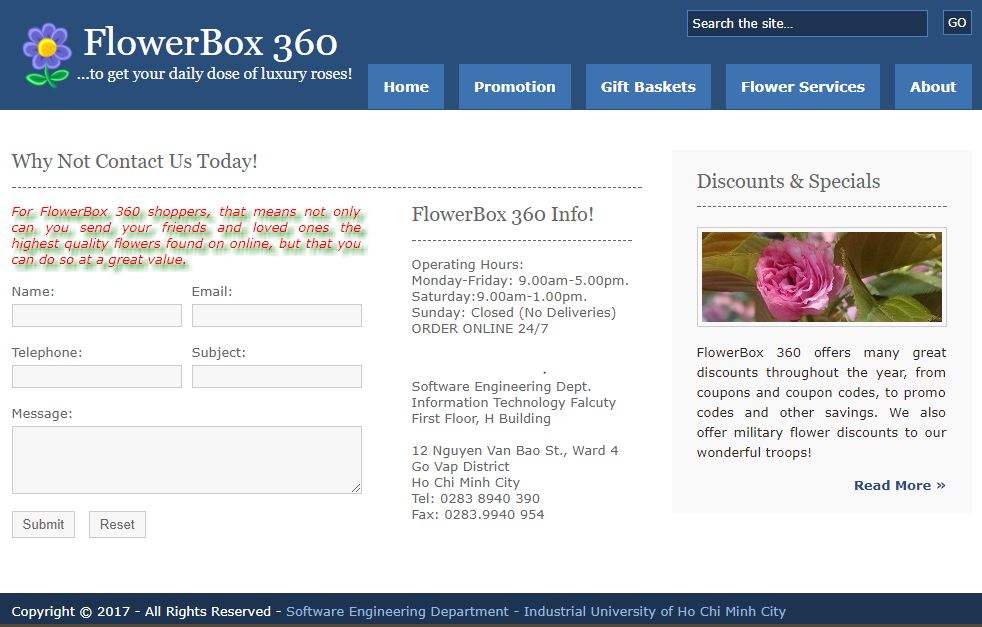 FlowerBox 360
...to get your daily dose of luxury roses!
Search the site...
GO
Home
Promotion
Gift Baskets
Flower Services
About
Why Not Contact Us Today!
For FlowerBox 360 shoppers, that means not only
can you send your friends and loved ones the
highest quality flowers found on online, but that you
can do so at a great value.
Name:
Email:
Telephone:
Subject:
Message:
Submit
Reset
FlowerBox 360 Info!
Operating Hours:
Monday-Friday: 9.00am-5.00pm.
Saturday:9.00am-1.00pm.
Sunday: Closed (No Deliveries)
ORDER ONLINE 24/7
Software Engineering Dept.
Information Technology Falcuty
First Floor, H Building
12 Nguyen Van Bao St., Ward 4
Go Vap District
Ho Chi Minh City
Tel: 0283 8940 390
Fax: 0283.9940 954
Discounts & Specials
FlowerBox 360 offers many great
discounts throughout the year, from
coupons and coupon codes, to promo
codes and other savings. We also
offer military flower discounts to our
wonderful troops!
Read More »
Copyright © 2017 - All Rights Reserved - Software Engineering Department - Industrial University of Ho Chi Minh City